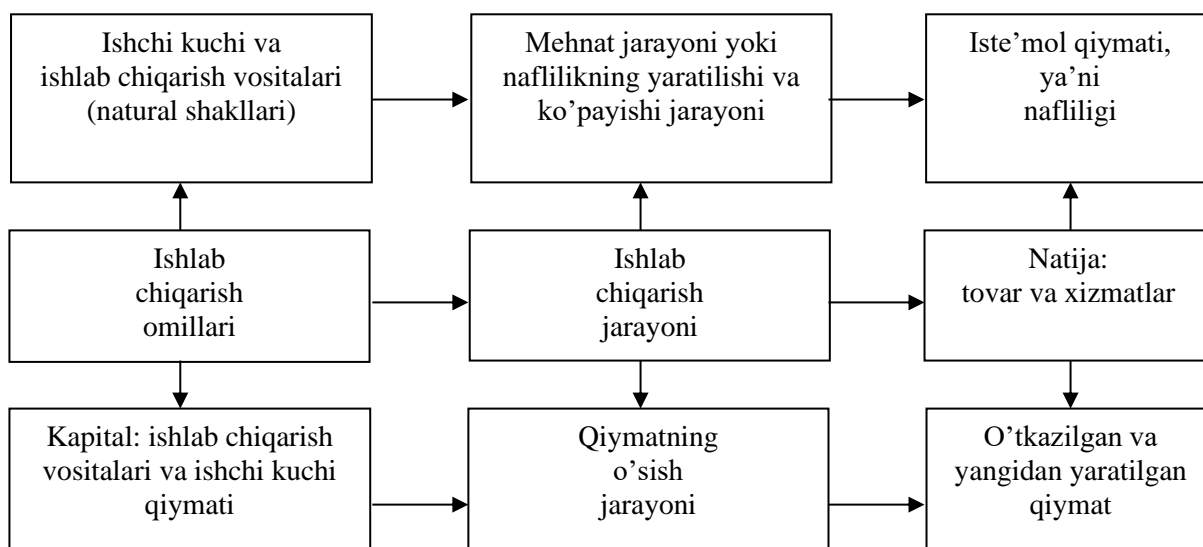 Ishchi kuchi va
ishlab chiqarish vositalari
(natural shakllari)
Mehnat jarayoni yoki
naflilikning yaratilishi va
ko’payishi jarayoni
Iste’mol qiymati,
ya’ni
nafliligi
Ishlab
chiqarish
omillari
Ishlab
chiqarish
jarayoni
Natija:
tovar va xizmatlar
Kapital: ishlab chiqarish
vositalari va ishchi kuchi
qiymati
Qiymatning
o’sish
jarayoni
O’tkazilgan va
yangidan yaratilgan
qiymat